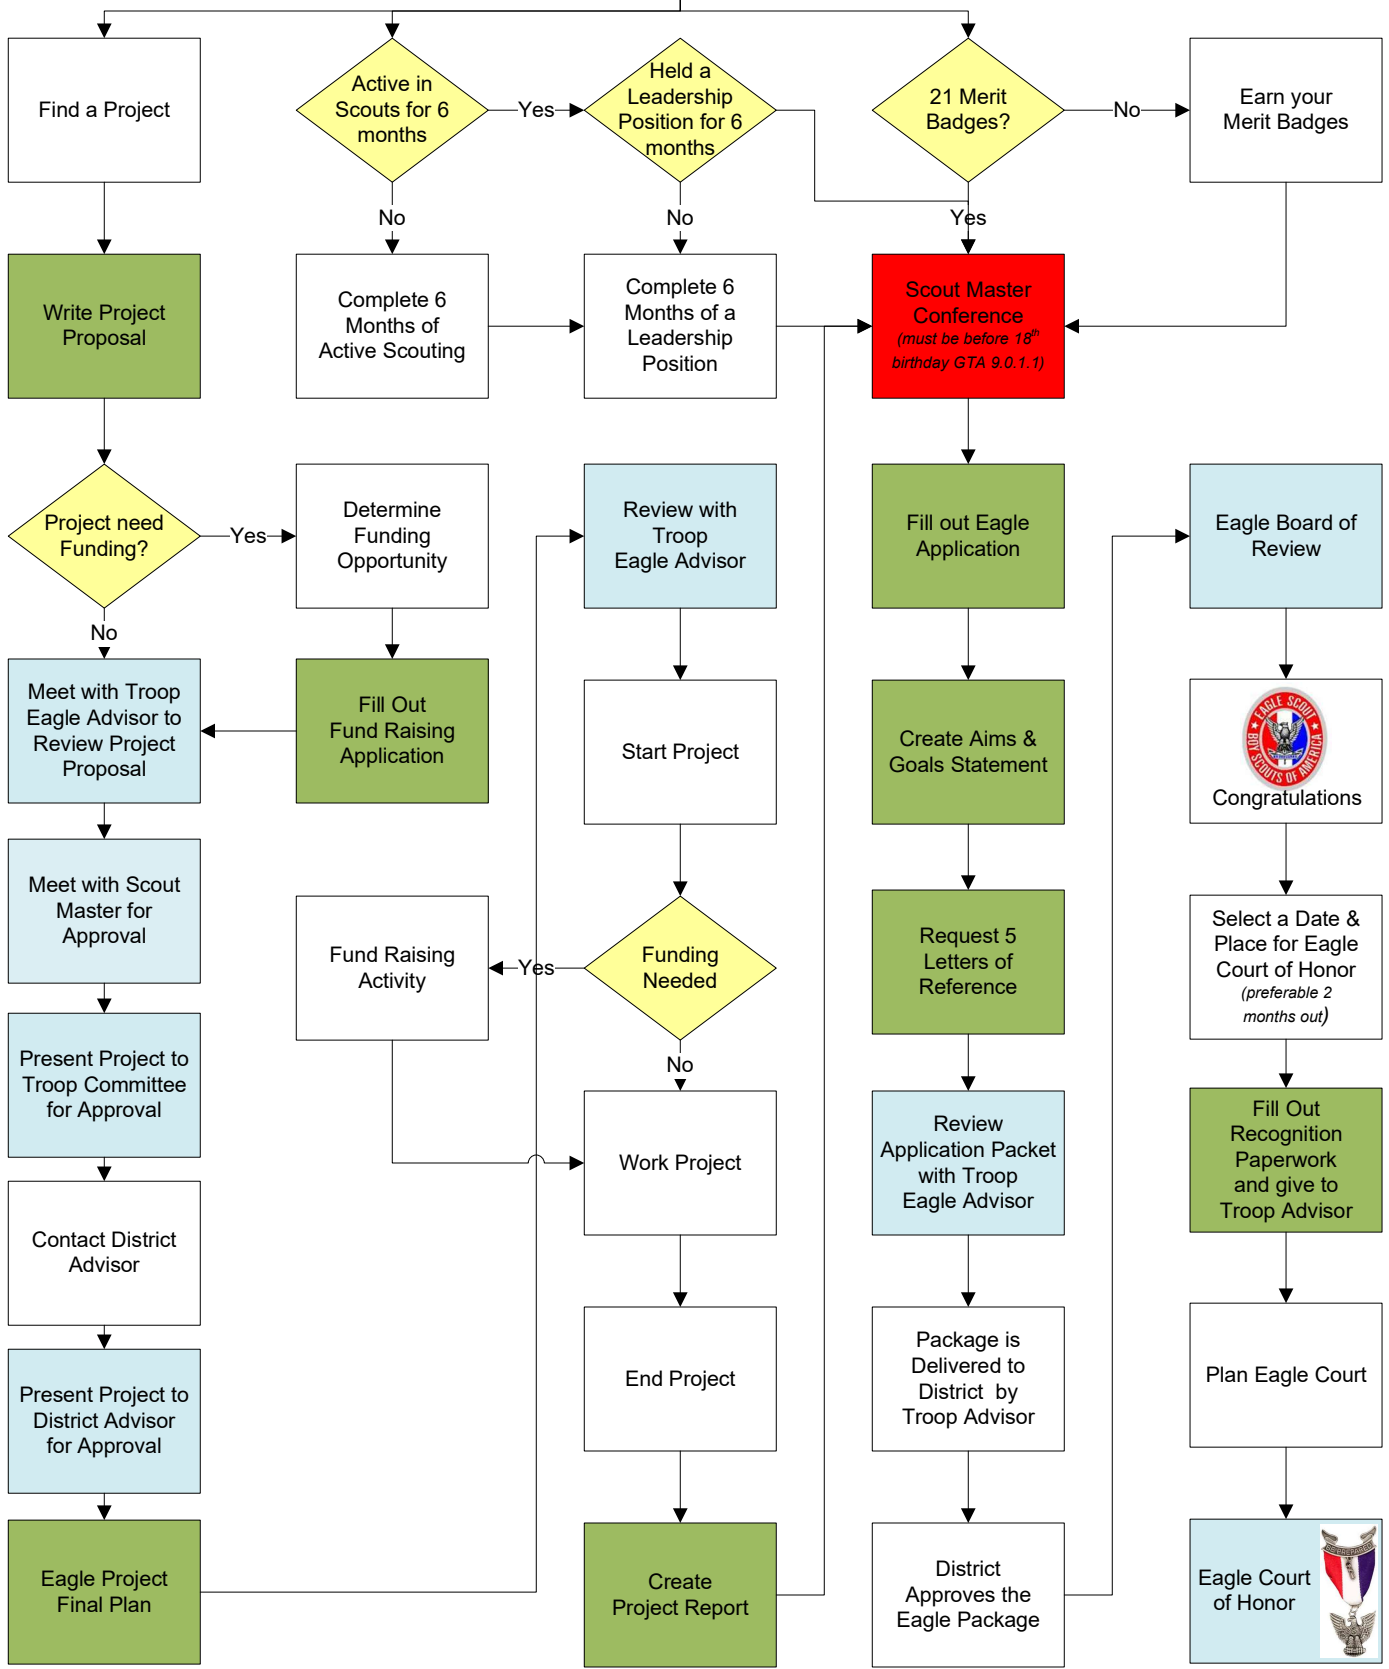 Find a Project
Active in
Scouts for 6
months
Yes
Held a
Leadership
Position for 6
months
21 Merit
Badges?
No
Earn your
Merit Badges
No
No
Yes
Write Project
Proposal
Complete 6
Months of
Active Scouting
Complete 6
Months of a
Leadership
Position
Scout Master
Conference
(must be before 18th
birthday GTA 9.0.1.1)
Project need
Funding?
Yes
Determine
Funding
Opportunity
Review with
Troop
Eagle Advisor
Fill out Eagle
Application
Eagle Board of
Review
No
Meet with Troop
Eagle Advisor to
Review Project
Proposal
Fill Out
Fund Raising
Application
Start Project
Create Aims &
Goals Statement
EAGLE SCOUT
BOY SCOUTS OF AMERICA
Congratulations
Meet with Scout
Master for
Approval
Fund Raising
Activity
Yes
Funding
Needed
Request 5
Letters of
Reference
Select a Date &
Place for Eagle
Court of Honor
(preferable 2
months out)
No
Present Project to
Troop Committee
for Approval
Work Project
Review
Application Packet
with Troop
Eagle Advisor
Fill Out
Recognition
Paperwork
and give to
Troop Advisor
Contact District
Advisor
Present Project to
District Advisor
for Approval
End Project
Package is
Delivered to
District by
Troop Advisor
Plan Eagle Court
Eagle Project
Final Plan
Create
Project Report
District
Approves the
Eagle Package
Eagle Court
of Honor
BE PREPARED